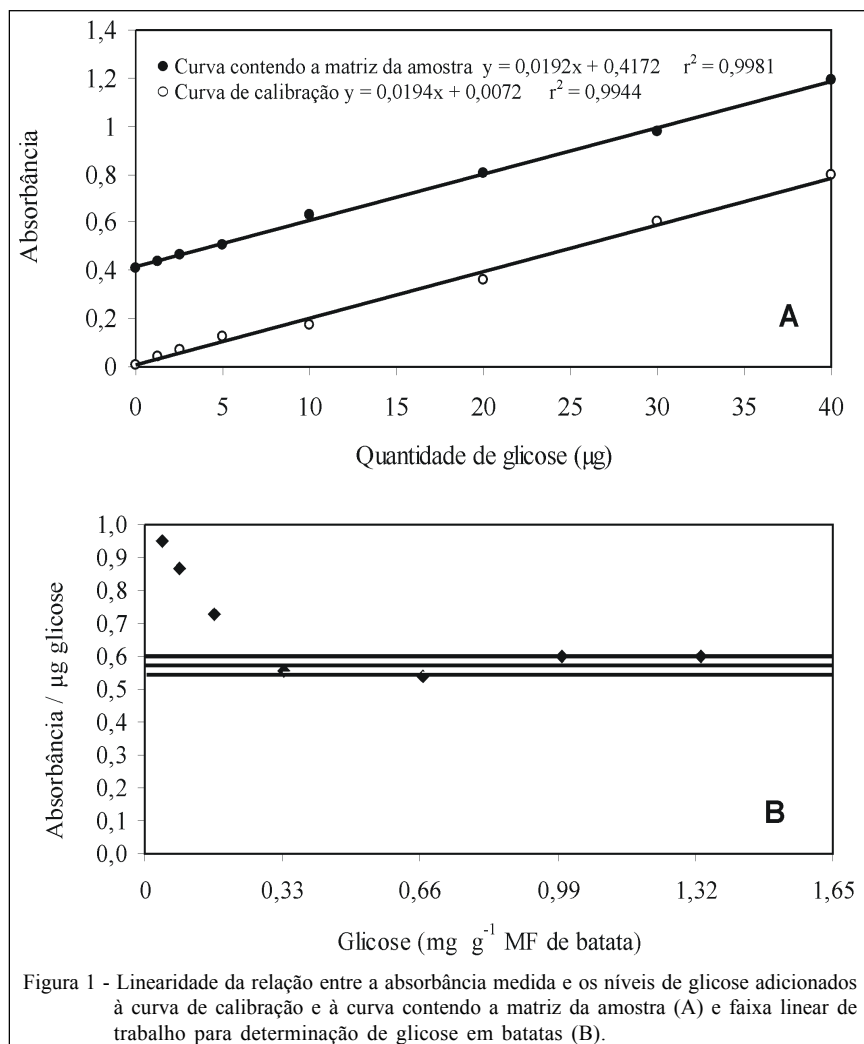 1,4
1,2
1
0,8
0,6
0,4
0,2
0
Absorbância
● Curva contendo a matriz da amostra y = 0,0192x + 0,4172 r² = 0,9981
○ Curva de calibração y = 0,0194x + 0,0072 r² = 0,9944
A
0 5 10 15 20 25 30 35 40
Quantidade de glicose (µg)
1,0
0,9
0,8
0,7
0,6
0,5
0,4
0,3
0,2
0,1
0,0
Absorbância / µg glicose
B
0 0,33 0,66 0,99 1,32 1,65
Glicose (mg g⁻¹ MF de batata)
Figura 1 - Linearidade da relação entre a absorbância medida e os níveis de glicose adicionados
à curva de calibração e à curva contendo a matriz da amostra (A) e faixa linear de
trabalho para determinação de glicose em batatas (B).